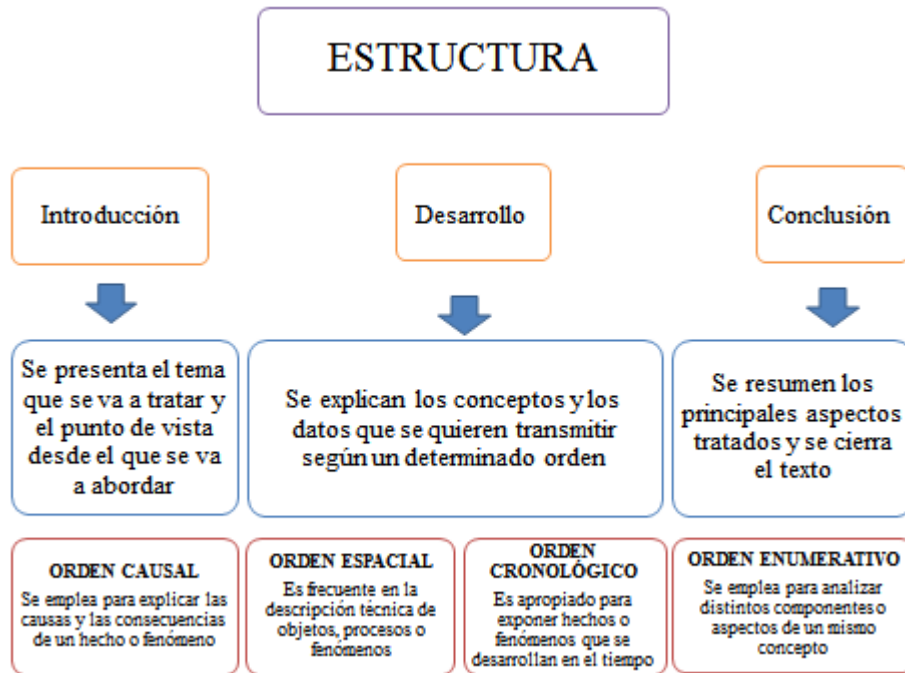 ESTRUCTURA
Introducción
Desarrollo
Conclusión
Se presenta el tema
que se va a tratar y
el punto de vista
desde el que se va
a abordar
Se explican los conceptos y los
datos que se quieren transmitir
según un determinado orden
Se resumen los
principales aspectos
tratados y se cierra
el texto
ORDEN CAUSAL
Se emplea para explicar las
causas y las consecuencias
de un hecho o fenómeno
ORDEN ESPACIAL
Es frecuente en la
descripción técnica de
objetos, procesos o
fenómenos
ORDEN
CRONOLÓGICO
Es apropiado para
exponer hechos o
fenómenos que se
desarrollan en el tiempo
ORDEN ENUMERATIVO
Se emplea para analizar
distintos componentes o
aspectos de un mismo
concepto